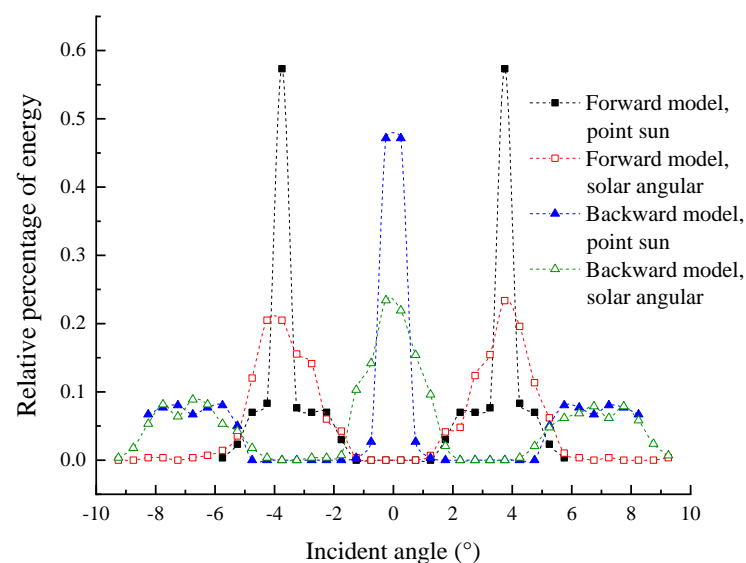 0.6
0.5
0.4
0.3
0.2
0.1
0.0
Relative percentage of energy
Forward model,
point sun
Forward model,
solar angular
Backward model,
point sun
Backward model,
solar angular
-10 -8 -6 -4 -2 0 2 4 6 8 10
Incident angle (°)